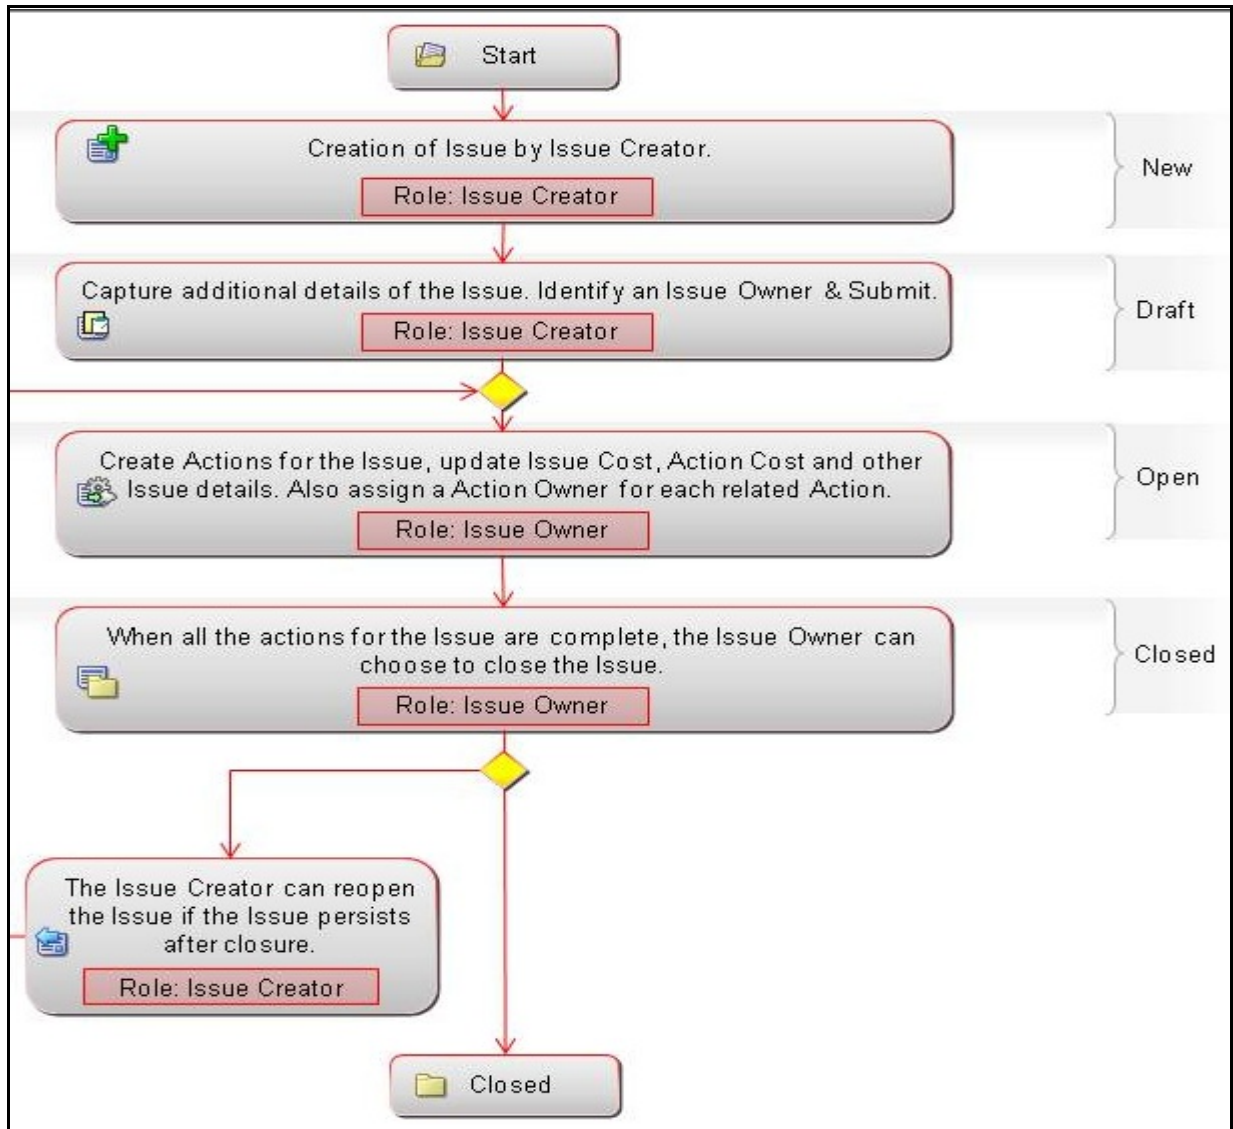 Start
Creation of Issue by Issue Creator.
Role: Issue Creator
New
Capture additional details of the Issue. Identify an Issue Owner & Submit.
Role: Issue Creator
Draft
Create Actions for the Issue, update Issue Cost, Action Cost and other
Issue details. Also assign a Action Owner for each related Action.
Role: Issue Owner
Open
When all the actions for the Issue are complete, the Issue Owner can
choose to close the Issue.
Role: Issue Owner
Closed
The Issue Creator can reopen
the Issue if the Issue persists
after closure.
Role: Issue Creator
Closed